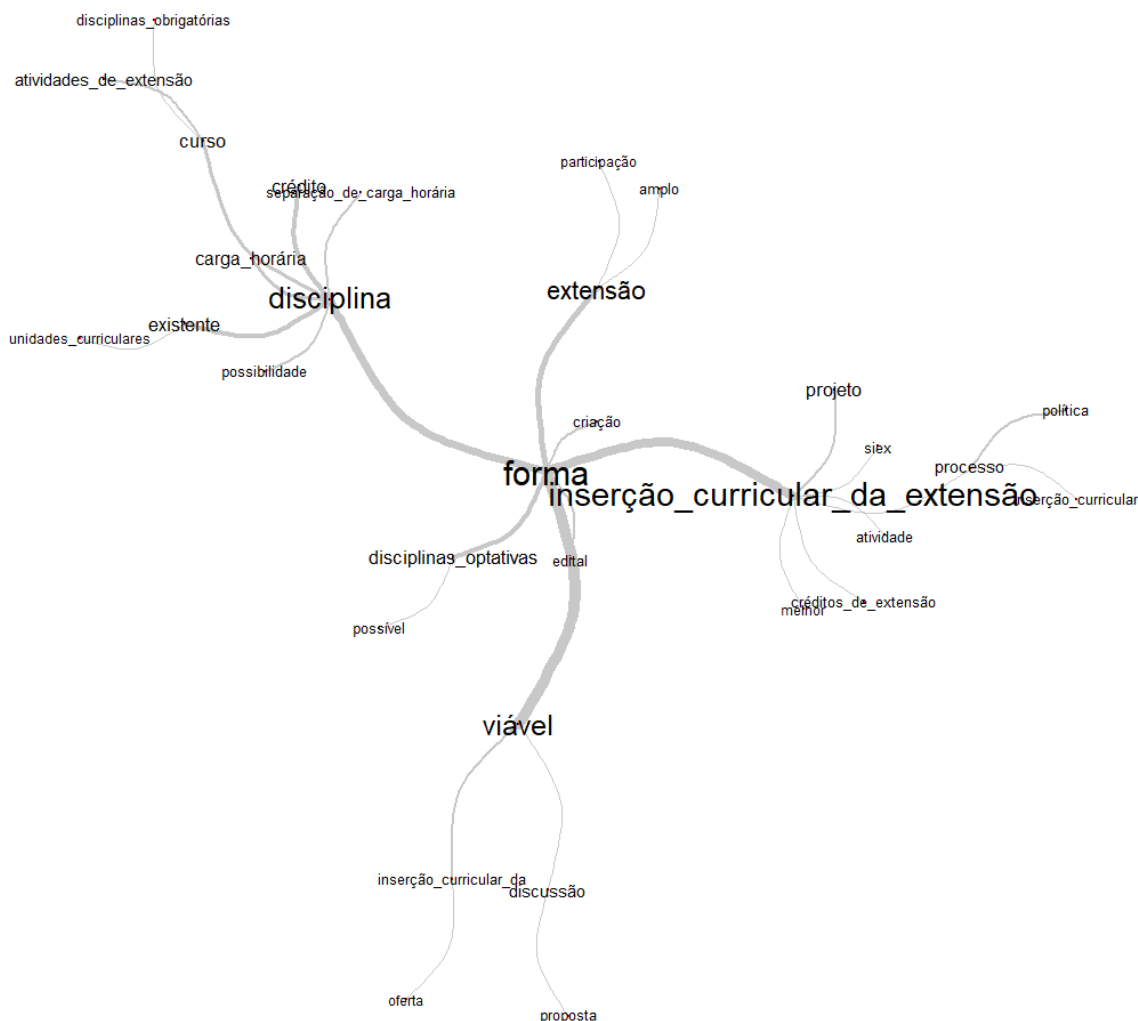 disciplinas_obrigatórias
atividades_de_extensão
curso
participação
crédito
separação_de_carga_horária
amplo
carga_horária
disciplina
extensão
existente
unidades_curriculares
possibilidade
projeto
política
criação
siex
processo
forma
inserção_curricular_da_extensão
inserção_curricular
atividade
disciplinas_optativas
edital
créditos_de_extensão
melhor
possível
viável
inserção_curricular_da
discussão
oferta
proposta